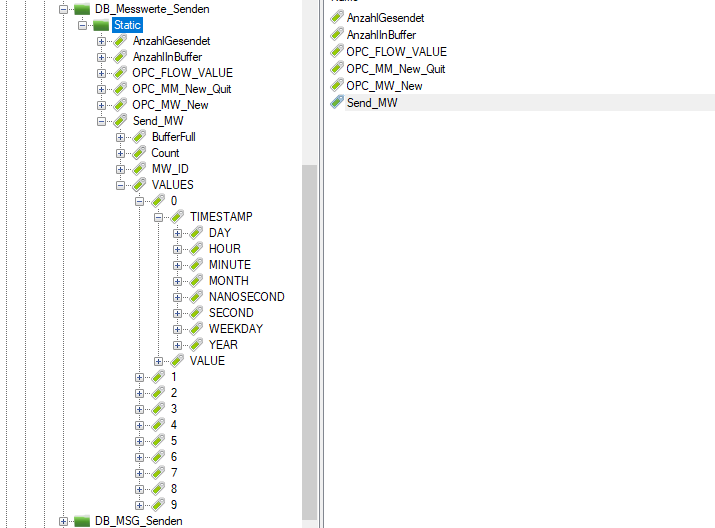 DB_Messwerte_Senden
Static
AnzahlGesendet
AnzahlInBuffer
OPC_FLOW_VALUE
OPC_MM_New_Quit
OPC_MW_New
Send_MW
BufferFull
Count
MW_ID
VALUES
0
TIMESTAMP
DAY
HOUR
MINUTE
MONTH
NANOSECOND
SECOND
WEEKDAY
YEAR
VALUE
1
2
3
4
5
6
7
8
9
DB_MSG_Senden
AnzahlGesendet
AnzahlInBuffer
OPC_FLOW_VALUE
OPC_MM_New_Quit
OPC_MW_New
Send_MW